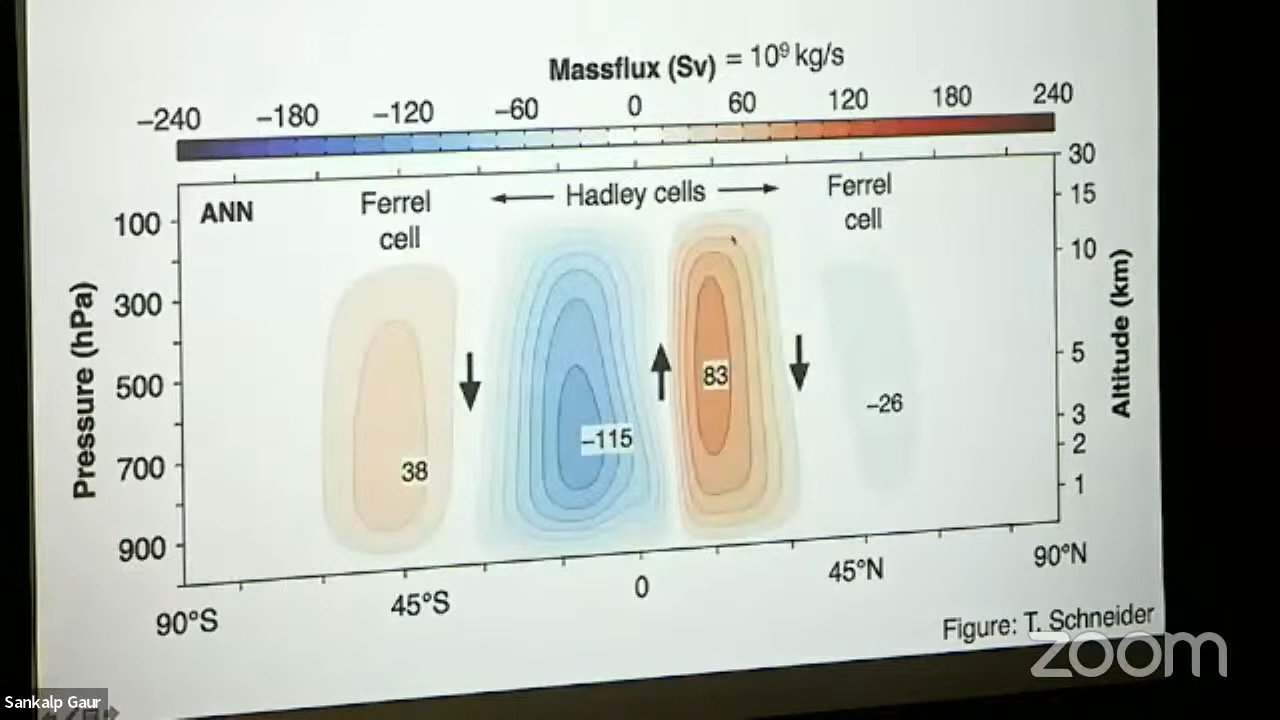 Massflux (Sv) = 10⁹ kg/s
−240 −180 −120 −60 0 60 120 180 240
ANN
Ferrel
cell
Hadley cells
Ferrel
cell
Pressure (hPa)
100
300
500
700
900
30
15
10
5
3
2
1
Altitude (km)
38
−115
83
−26
90°S 45°S 0 45°N 90°N
Figure: T. Schneider
zoom
Sankalp Gaur